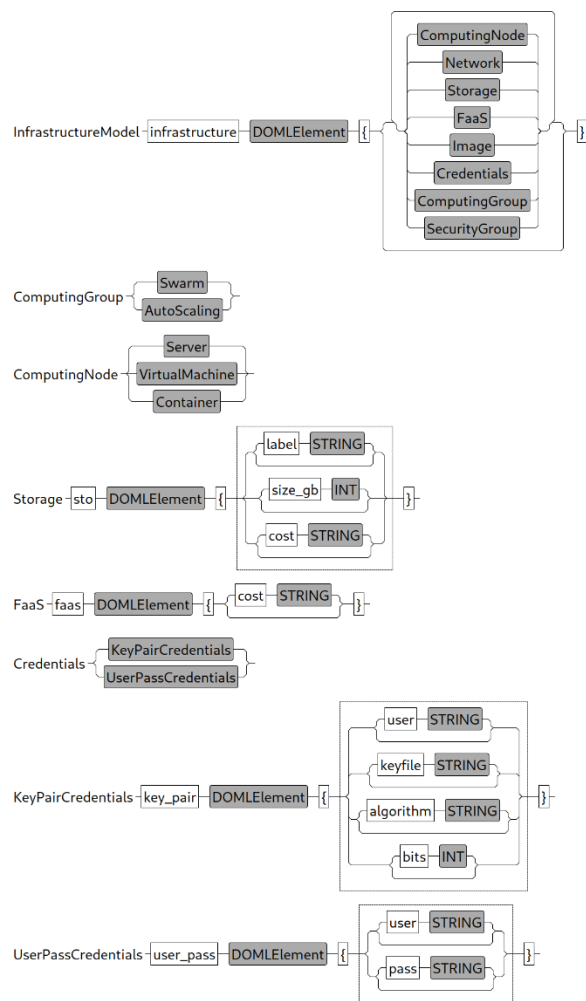 ComputingNode
Network
Storage
FaaS
InfrastructureModel infrastructure DOMLElement { Image }
Credentials
ComputingGroup
SecurityGroup
Swarm
ComputingGroup
AutoScaling
Server
ComputingNode VirtualMachine
Container
label STRING
Storage sto DOMLElement { size_gb INT }
cost STRING
FaaS faas DOMLElement { cost STRING }
KeyPairCredentials
Credentials
UserPassCredentials
user STRING
keyfile STRING
KeyPairCredentials key_pair DOMLElement { }
algorithm STRING
bits INT
user STRING
UserPassCredentials user_pass DOMLElement { }
pass STRING